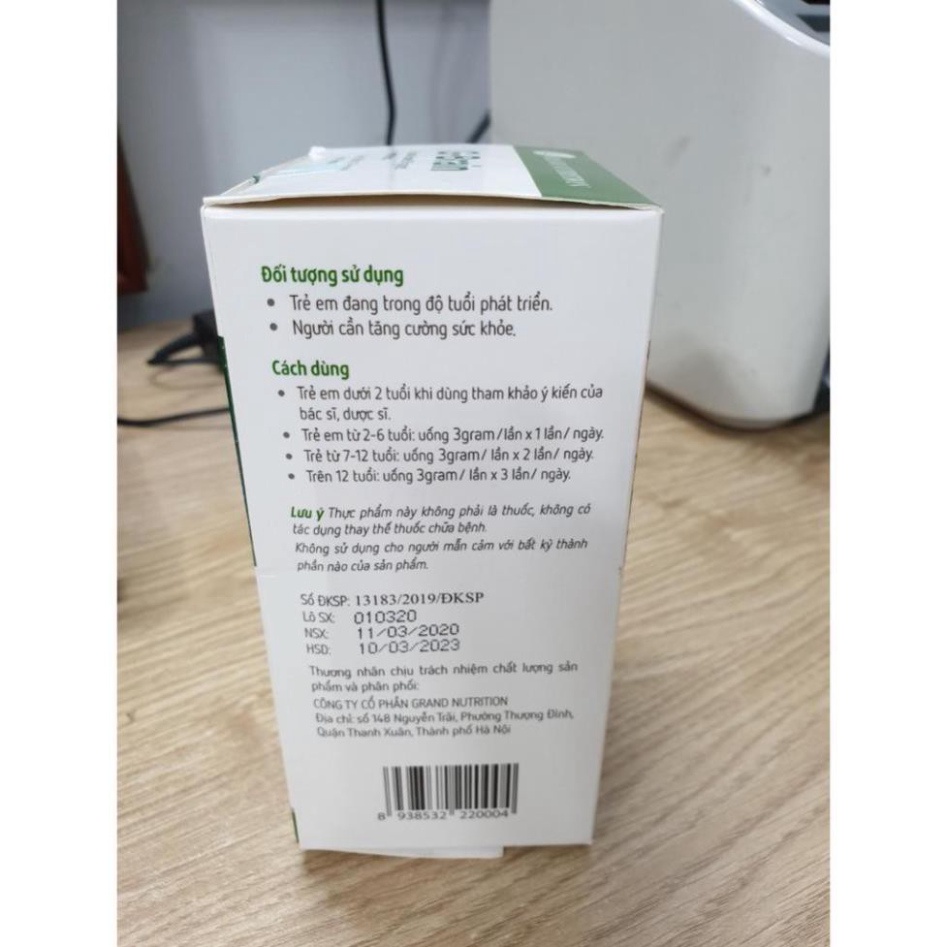 Đối tượng sử dụng
• Trẻ em đang trong độ tuổi phát triển.
• Người cần tăng cường sức khỏe.
Cách dùng
• Trẻ em dưới 2 tuổi khi dùng tham khảo ý kiến của
bác sĩ, dược sĩ.
• Trẻ em từ 2-6 tuổi: uống 3gram/lần x 1 lần/ ngày.
• Trẻ từ 7-12 tuổi: uống 3gram/ lần x 2 lần/ ngày.
• Trên 12 tuổi: uống 3gram/ lần x 3 lần/ ngày.
Lưu ý Thực phẩm này không phải là thuốc, không có
tác dụng thay thế thuốc chữa bệnh.
Không sử dụng cho người mẫn cảm với bất kỳ thành
phần nào của sản phẩm.
Số ĐKSP: 13183/2019/ĐKSP
Lô SX: 010320
NSX: 11/03/2020
HSD: 10/03/2023
Thương nhân chịu trách nhiệm chất lượng sản
phẩm và phân phối:
CÔNG TY CỔ PHẦN GRAND NUTRITION
Địa chỉ: số 148 Nguyễn Trãi, Phường Thượng Đình,
Quận Thanh Xuân, Thành phố Hà Nội
8 938532 220004